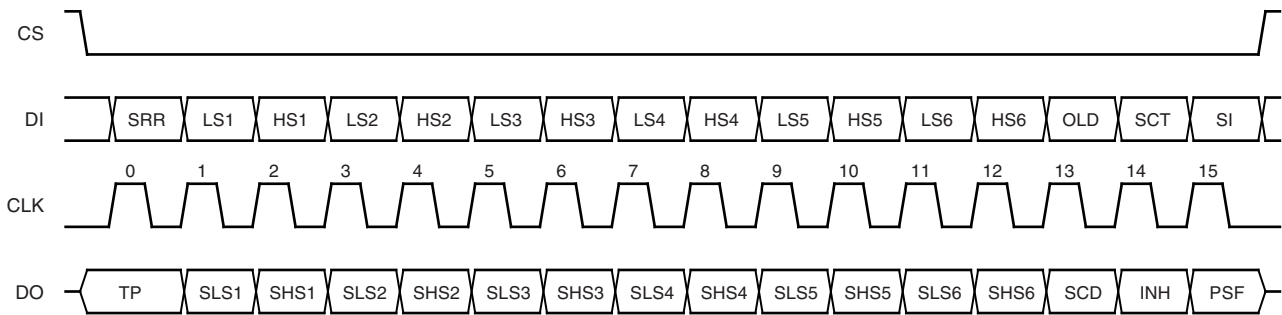 CS
DI SRR LS1 HS1 LS2 HS2 LS3 HS3 LS4 HS4 LS5 HS5 LS6 HS6 OLD SCT SI
0 1 2 3 4 5 6 7 8 9 10 11 12 13 14 15
CLK
DO TP SLS1 SHS1 SLS2 SHS2 SLS3 SHS3 SLS4 SHS4 SLS5 SHS5 SLS6 SHS6 SCD INH PSF